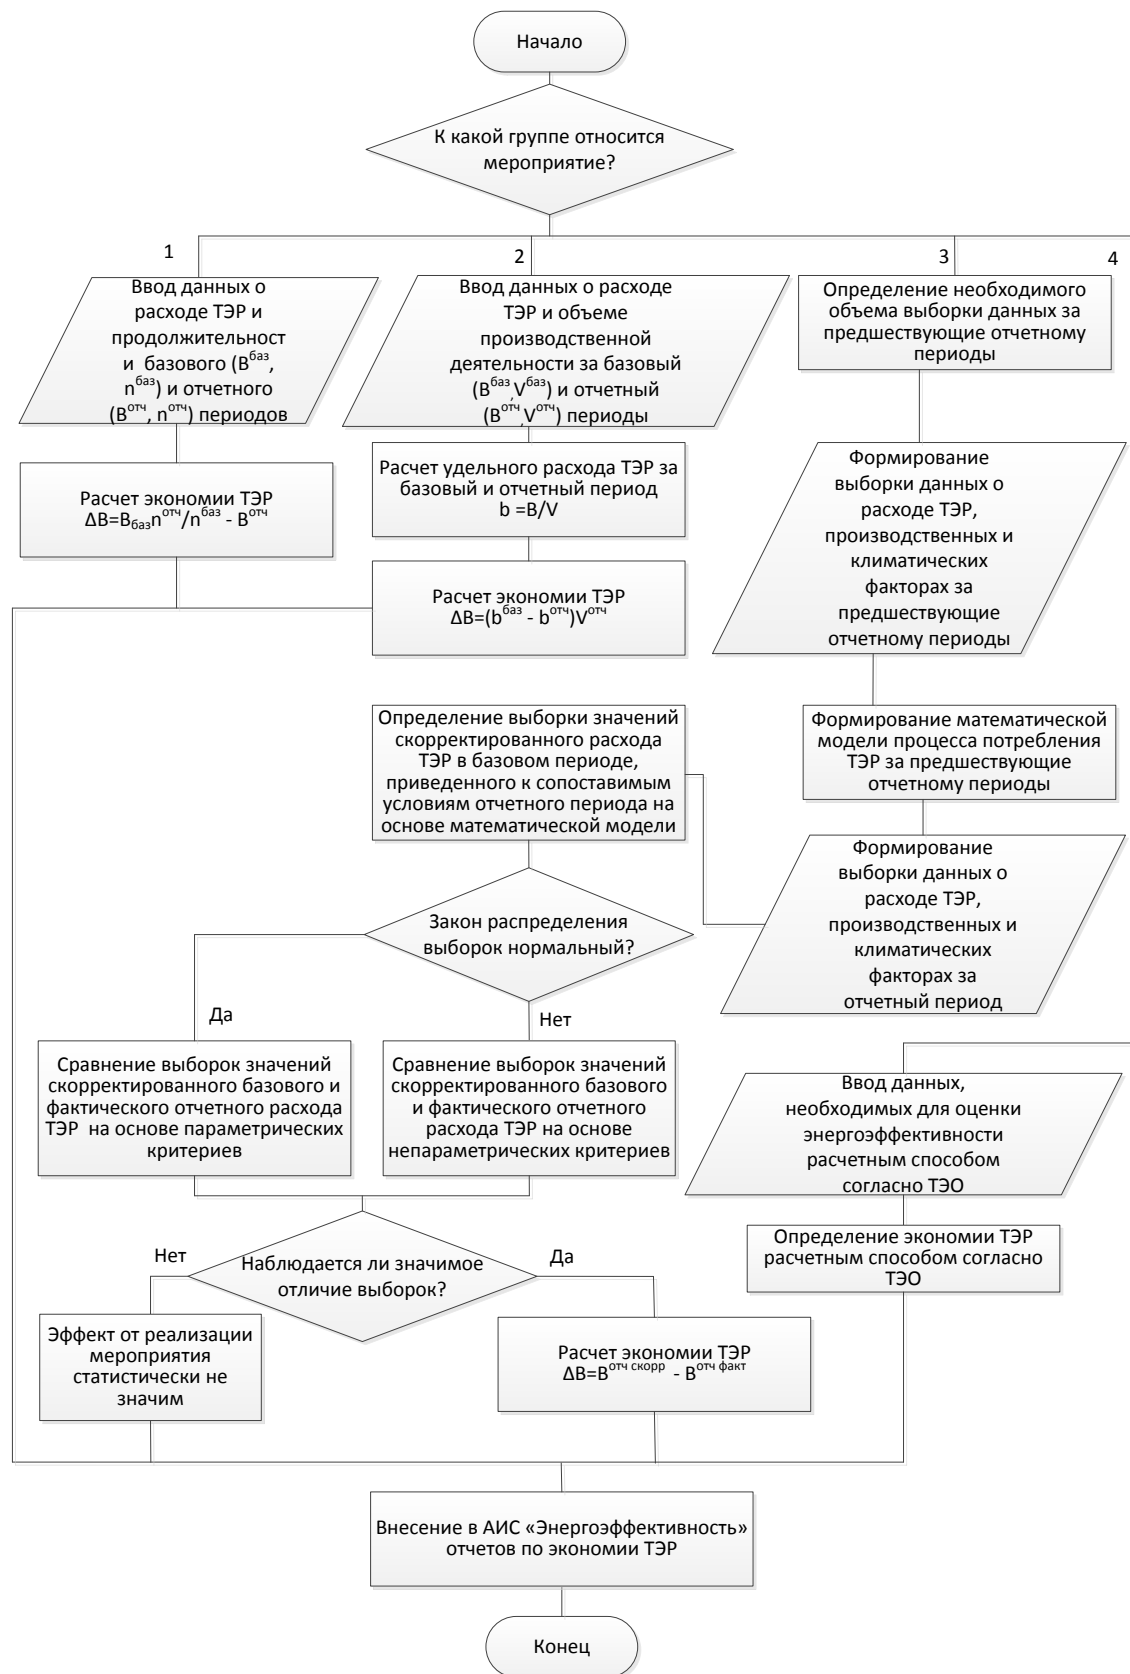 Начало
К какой группе относится
мероприятие?
1
2
3
4
Ввод данных о
расходе ТЭР и
продолжительност
и базового (Вбаз,
nбаз) и отчетного
(Вотч, nотч) периодов
Расчет экономии ТЭР
ΔВ=Вбазnотч/nбаз - Вотч
Ввод данных о расходе
ТЭР и объеме
производственной
деятельности за базовый
(Вбаз,Vбаз) и отчетный
(Вотч,Vотч) периоды
Расчет удельного расхода ТЭР за
базовый и отчетный период
b =B/V
Расчет экономии ТЭР
ΔВ=(bбаз - bотч)Vотч
Определение необходимого
объема выборки данных за
предшествующие отчетному
периоды
Формирование
выборки данных о
расходе ТЭР,
производственных и
климатических
факторах за
предшествующие
отчетному периоды
Формирование математической
модели процесса потребления
ТЭР за предшествующие
отчетному периоды
Формирование
выборки данных о
расходе ТЭР,
производственных и
климатических
факторах за
отчетный период
Определение выборки значений
скорректированного расхода
ТЭР в базовом периоде,
приведенного к сопоставимым
условиям отчетного периода на
основе математической модели
Закон распределения
выборок нормальный?
Да
Нет
Сравнение выборок значений
скорректированного базового и
фактического отчетного расхода
ТЭР на основе параметрических
критериев
Сравнение выборок значений
скорректированного базового
и фактического отчетного
расхода ТЭР на основе
непараметрических критериев
Наблюдается ли значимое
отличие выборок?
Нет
Да
Эффект от реализации
мероприятия
статистически не
значим
Расчет экономии ТЭР
ΔВ=Вотч скорр - Вотч факт
Ввод данных,
необходимых для оценки
энергоэффективности
расчетным способом
согласно ТЭО
Определение экономии ТЭР
расчетным способом согласно
ТЭО
Внесение в АИС «Энергоэффективность»
отчетов по экономии ТЭР
Конец